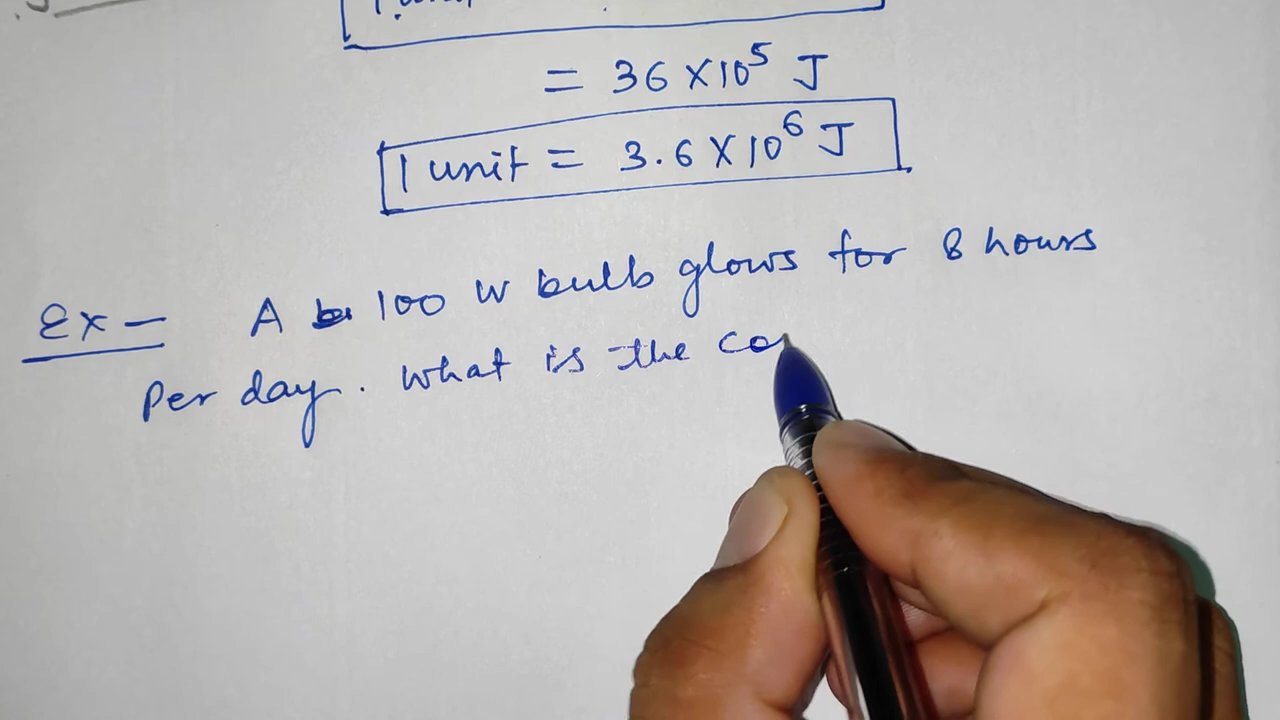 = 36 X 10⁵ J
1 unit = 3.6 X 10⁶ J
Ex – A 100 W bulb glows for 8 hours
Per day. What is the